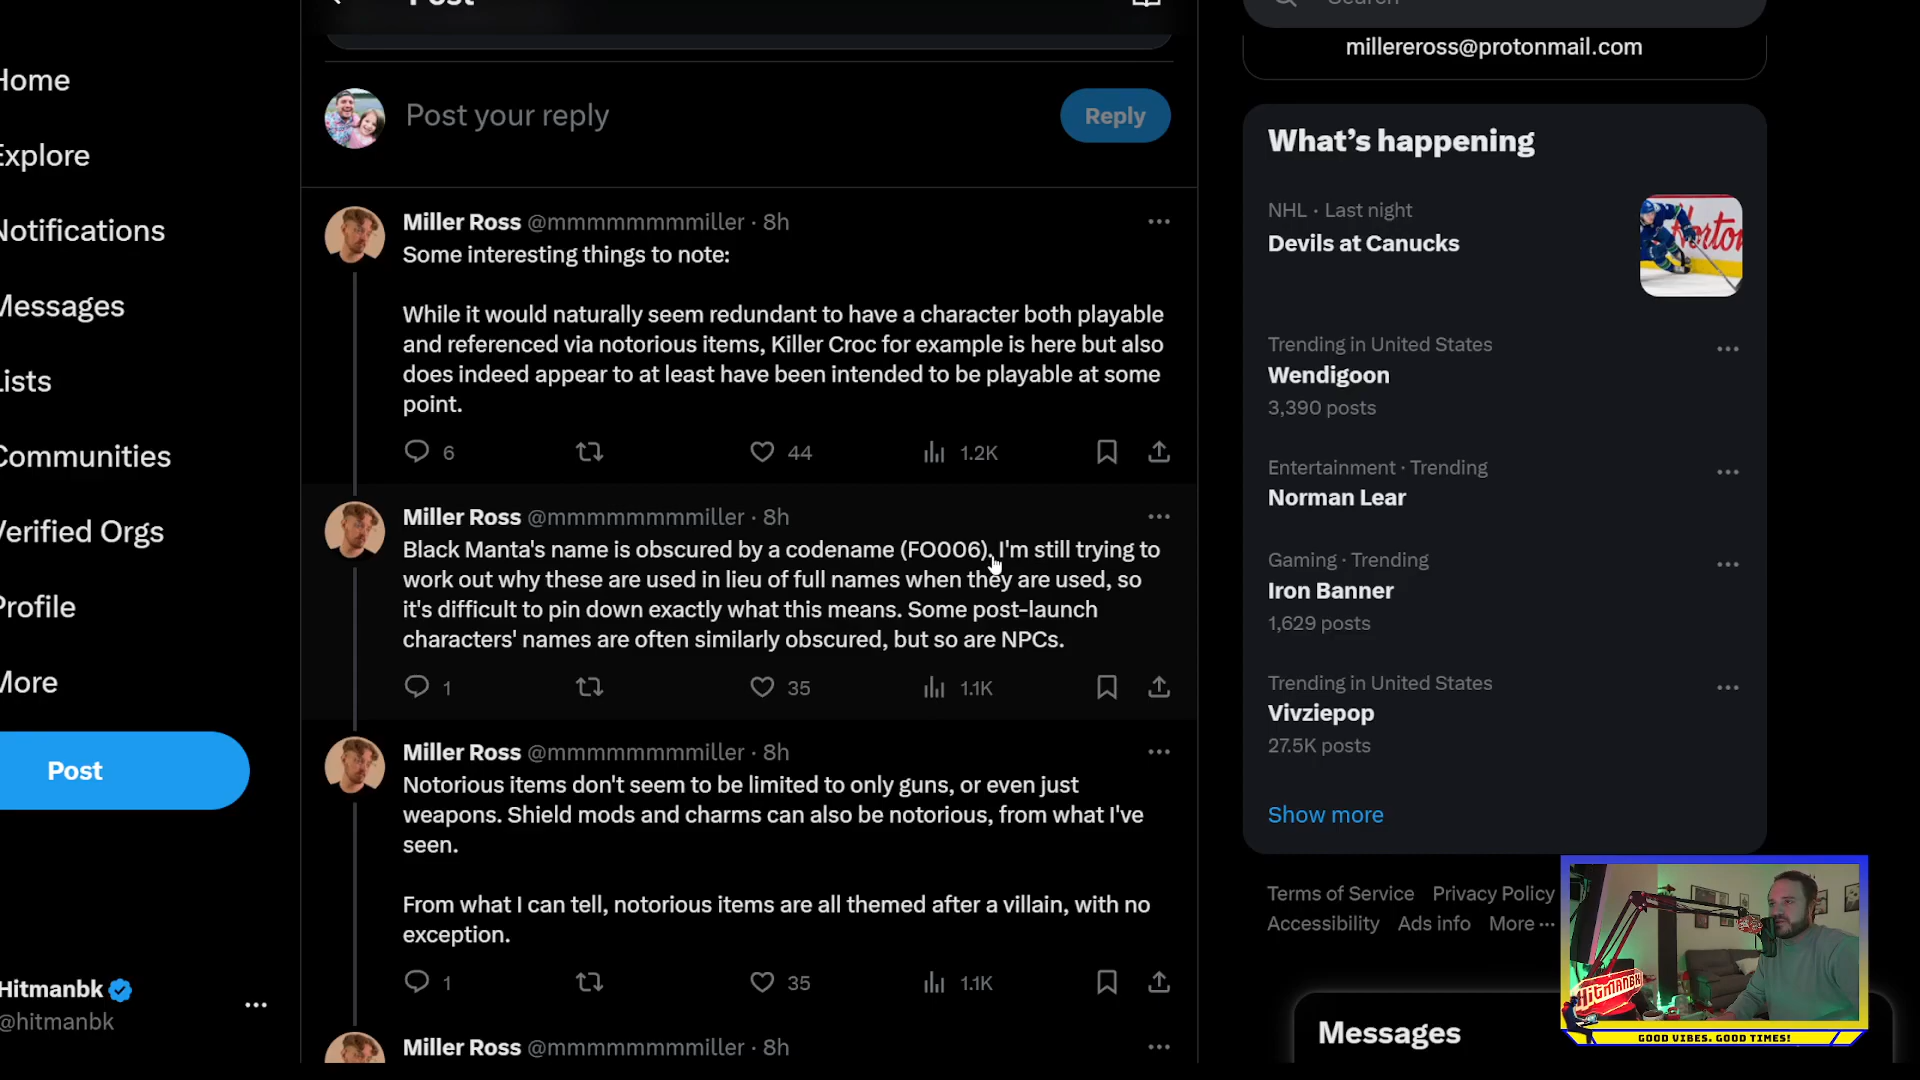 Post
Home
Explore
Notifications
Messages
Lists
Communities
Verified Orgs
Profile
More
Post
Hitmanbk
@hitmanbk
Post your reply
Reply
Miller Ross @mmmmmmmmiller · 8h
Some interesting things to note:
While it would naturally seem redundant to have a character both playable
and referenced via notorious items, Killer Croc for example is here but also
does indeed appear to at least have been intended to be playable at some
point.
6 44 1.2K
Miller Ross @mmmmmmmmiller · 8h
Black Manta's name is obscured by a codename (FO006), I'm still trying to
work out why these are used in lieu of full names when they are used, so
it's difficult to pin down exactly what this means. Some post-launch
characters' names are often similarly obscured, but so are NPCs.
1 35 1.1K
Miller Ross @mmmmmmmmiller · 8h
Notorious items don't seem to be limited to only guns, or even just
weapons. Shield mods and charms can also be notorious, from what I've
seen.
From what I can tell, notorious items are all themed after a villain, with no
exception.
1 35 1.1K
Miller Ross @mmmmmmmmiller · 8h
Search
millereross@protonmail.com
What's happening
NHL · Last night
Devils at Canucks
Trending in United States
Wendigoon
3,390 posts
Entertainment · Trending
Norman Lear
Gaming · Trending
Iron Banner
1,629 posts
Trending in United States
Vivziepop
27.5K posts
Show more
Terms of Service Privacy Policy
Accessibility Ads info More ···
Messages
HITMANBK
GOOD VIBES. GOOD TIMES!